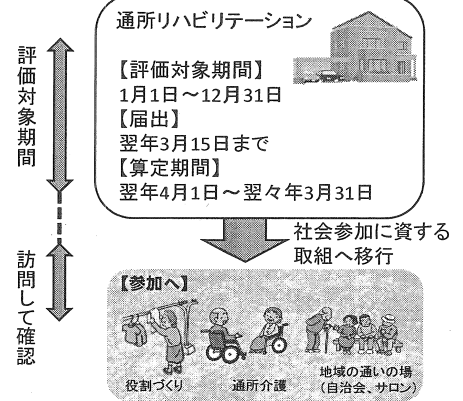 通所リハビリテーション
【評価対象期間】
1月1日～12月31日
【届出】
翌年3月15日まで
【算定期間】
翌年4月1日～翌々年3月31日
評価対象期間
社会参加に資する
取組へ移行
訪問して確認
【参加へ】
役割づくり
通所介護
地域の通いの場
（自治会、サロン）